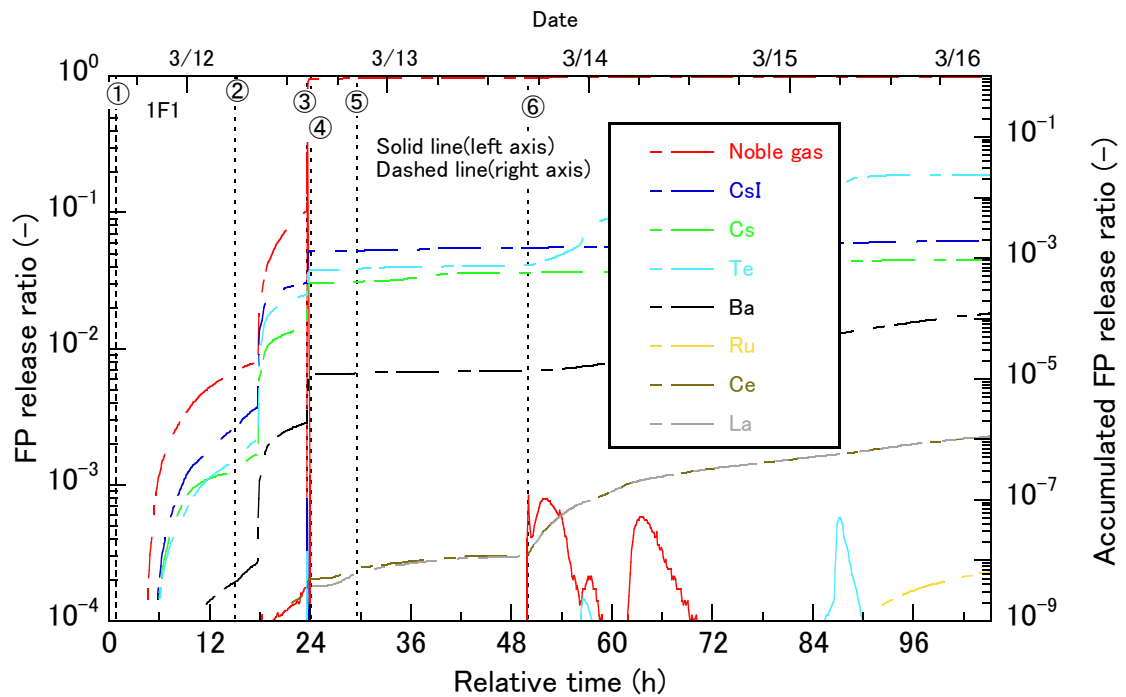 Date
3/12 3/13 3/14 3/15 3/16
10⁰
① ② ③ ⑤ ⑥
1F1
④
Solid line(left axis)
Dashed line(right axis)
Noble gas
CsI
Cs
Te
Ba
Ru
Ce
La
FP release ratio (-)
10⁻¹
10⁻²
10⁻³
10⁻⁴
Accumulated FP release ratio (-)
10⁻¹
10⁻³
10⁻⁵
10⁻⁷
10⁻⁹
0 12 24 36 48 60 72 84 96
Relative time (h)